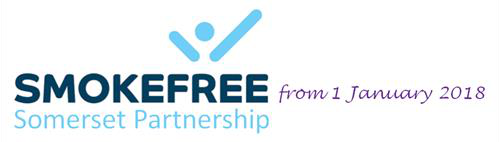 SMOKEFREE from 1 January 2018
Somerset Partnership